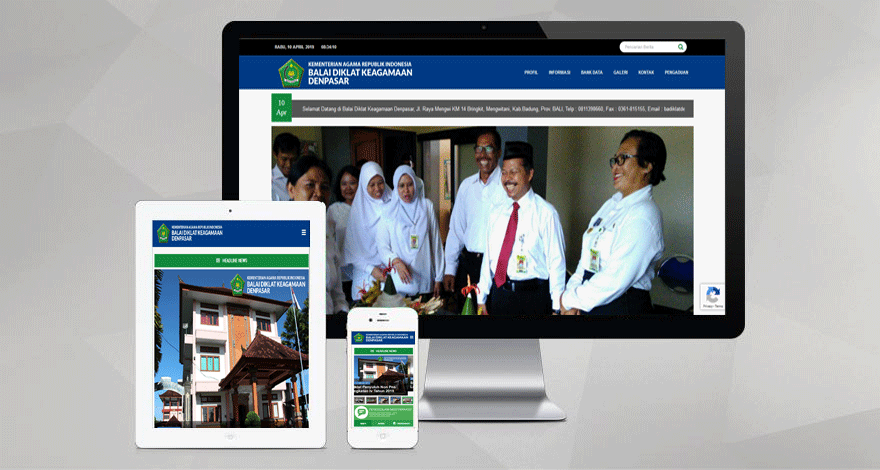 RABU, 10 APRIL 2019 08:34:10
Pencarian Berita
KEMENTERIAN AGAMA REPUBLIK INDONESIA
BALAI DIKLAT KEAGAMAAN
DENPASAR
PROFIL INFORMASI BANK DATA GALERI KONTAK PENGADUAN
10
Apr
Selamat Datang di Balai Diklat Keagamaan Denpasar, Jl. Raya Mengwi KM 14 Bringkit, Mengwitani, Kab.Badung, Prov. BALI, Telp : 0811398660, Fax : 0361-815155, Email : badiklatds
KEMENTERIAN AGAMA REPUBLIK INDONESIA
BALAI DIKLAT KEAGAMAAN
DENPASAR
HEADLINE NEWS
KEMENTERIAN AGAMA REPUBLIK INDONESIA
BALAI DIKLAT KEAGAMAAN
DENPASAR
KEMENTERIAN AGAMA REPUBLIK INDONESIA
BALAI DIKLAT KEAGAMAAN
DENPASAR
HEADLINE NEWS
Tahun 2019